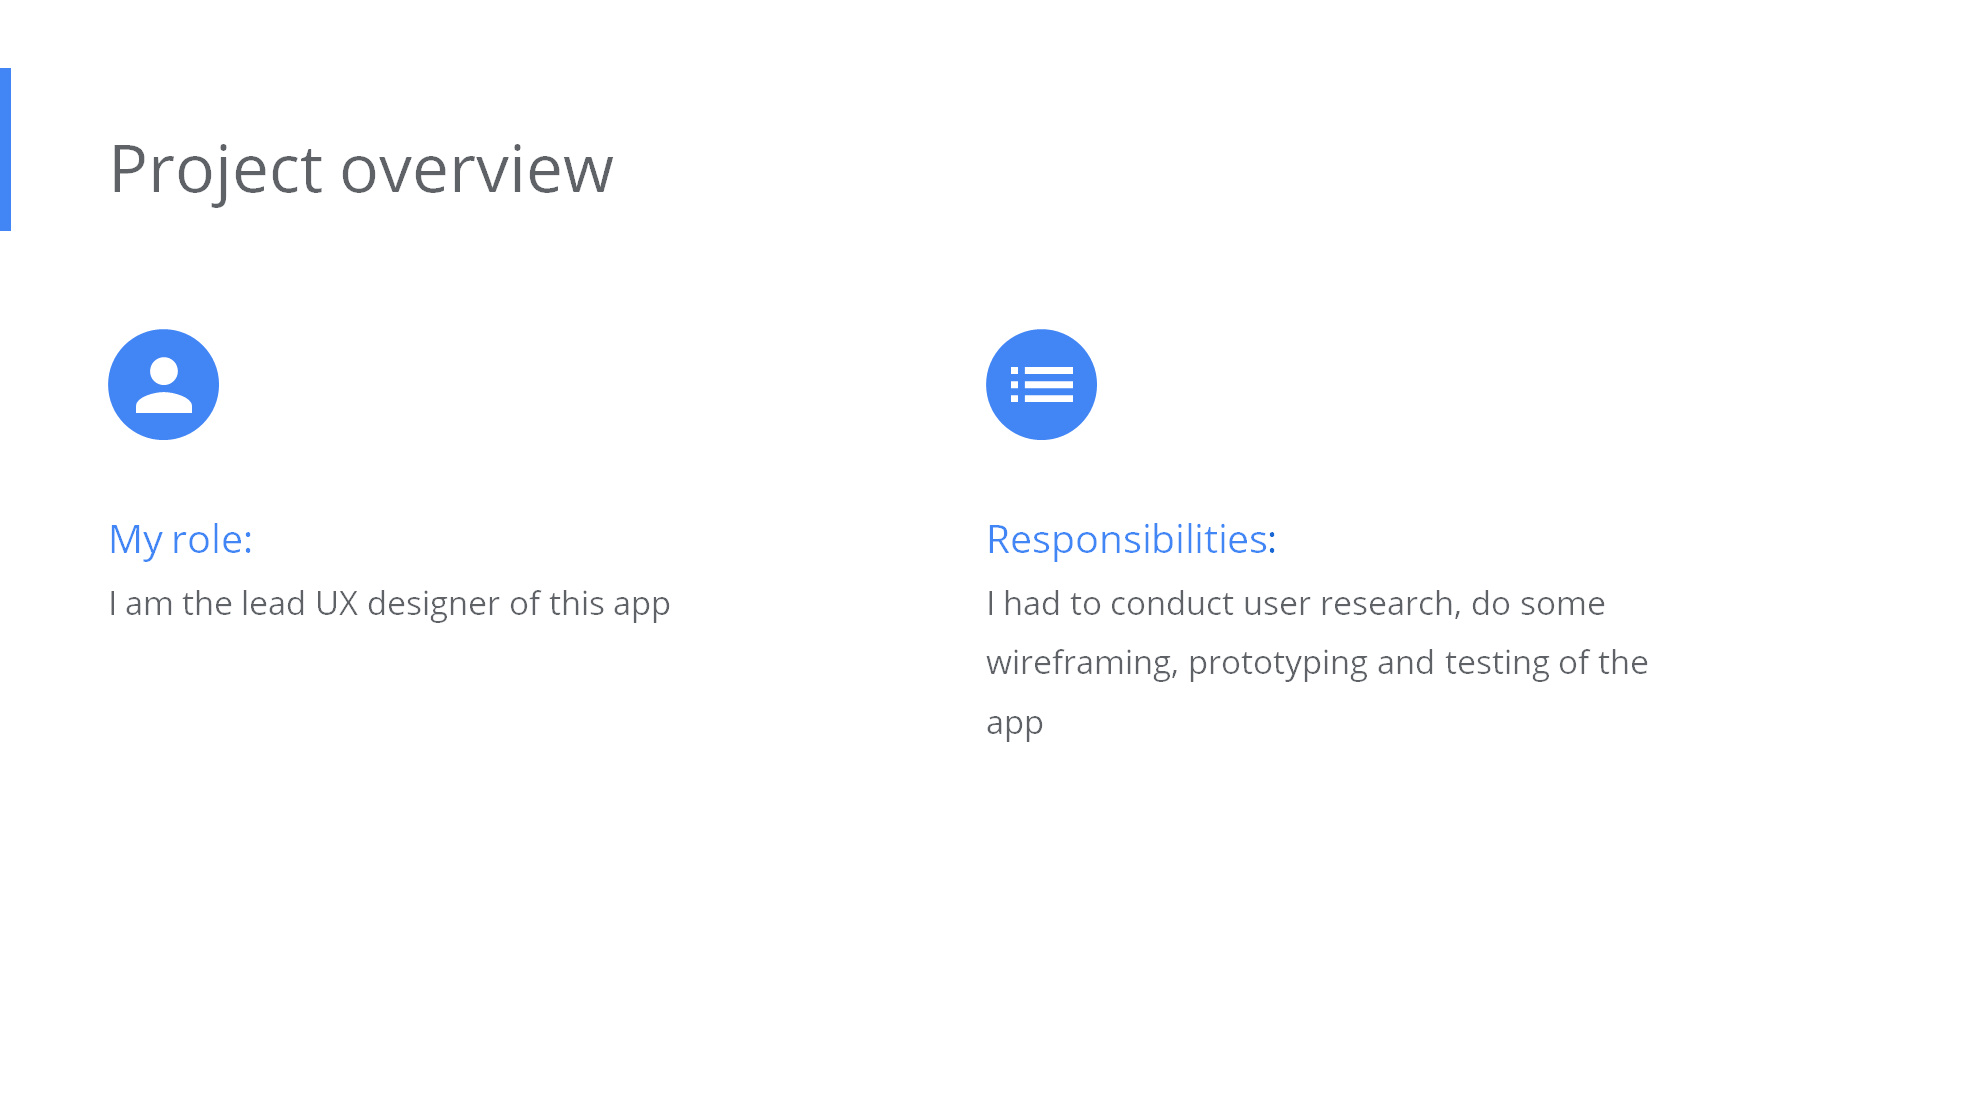 Project overview
My role:
I am the lead UX designer of this app
Responsibilities:
I had to conduct user research, do some
wireframing, prototyping and testing of the
app